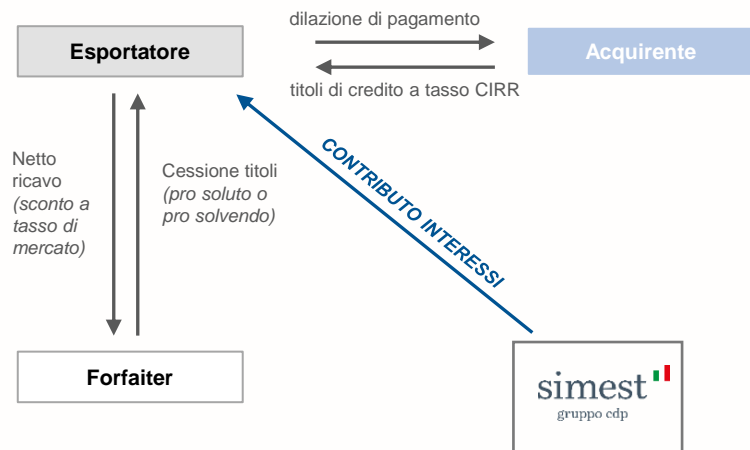 dilazione di pagamento
Esportatore
Acquirente
titoli di credito a tasso CIRR
Netto
ricavo
(sconto a
tasso di
mercato)
Cessione titoli
(pro soluto o
pro solvendo)
CONTRIBUTO INTERESSI
Forfaiter
simest
gruppo cdp